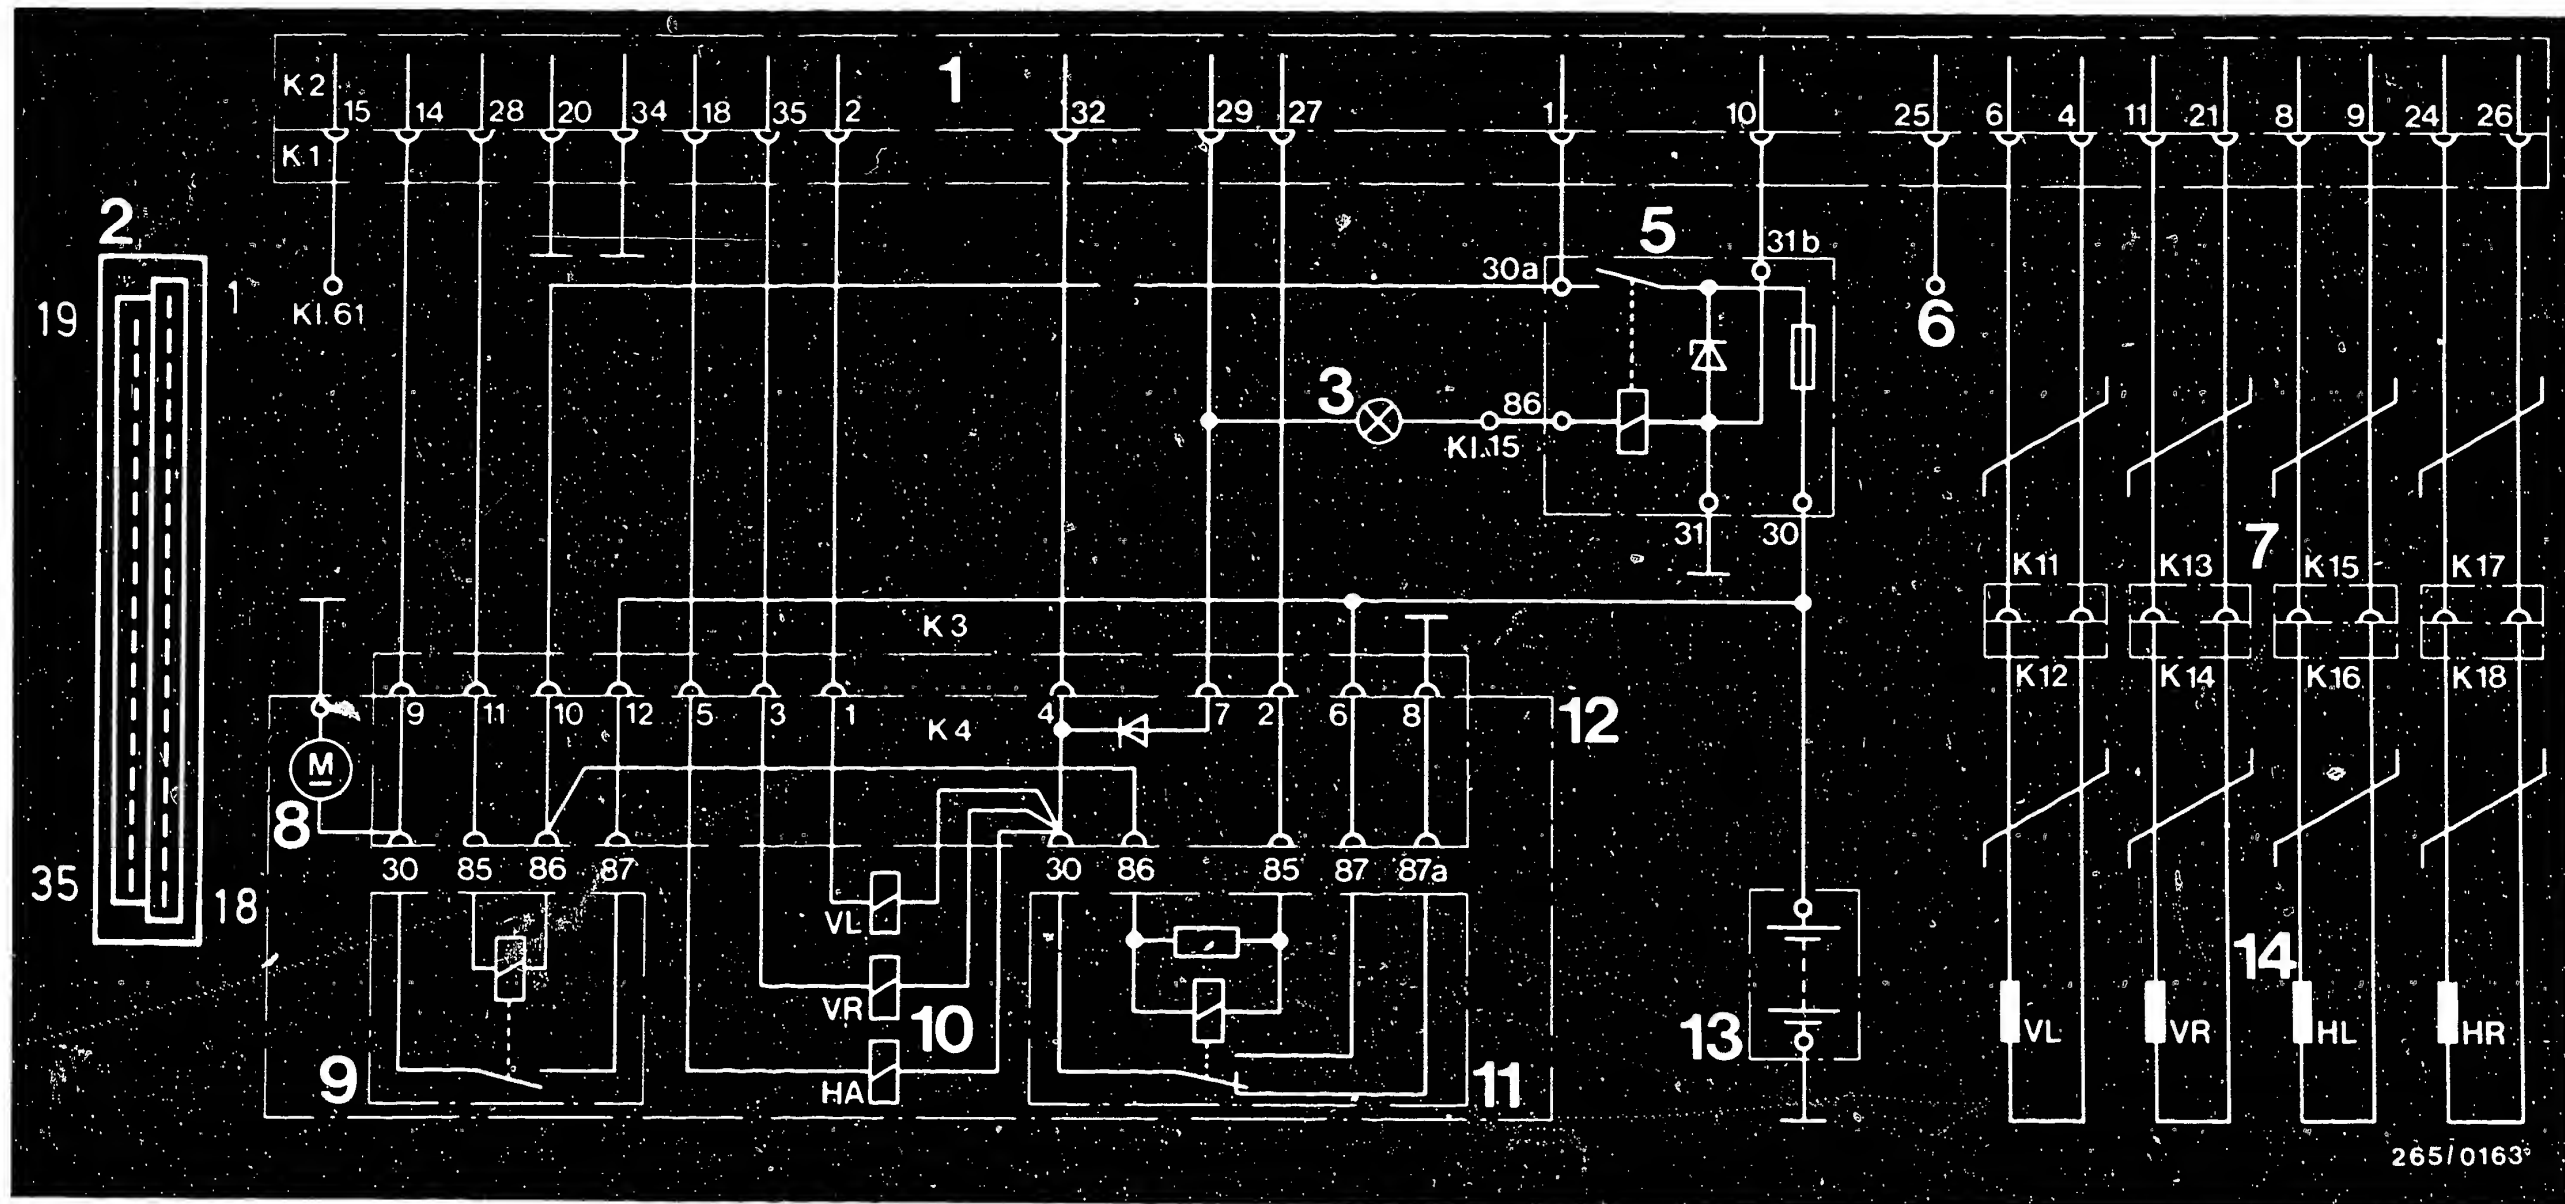 K2 15 14 28 20 34 18 35 2 1 32 29 27 1 10 25 6 4 11 21 8 9 24 26
K1
2
19 1
Kl.61
5
30a 31b
6
3 86
Kl.15
31 30
7
K11 K13 K15 K17
K3
K12 K14 K16 K18
9 11 10 12 5 3 1 K4 4 7 2 6 8 12
M
8
30 85 86 87 30 86 85 87 87a
35 18
VL
VR 10
HA
9 11
13
14
VL VR HL HR
265/0163